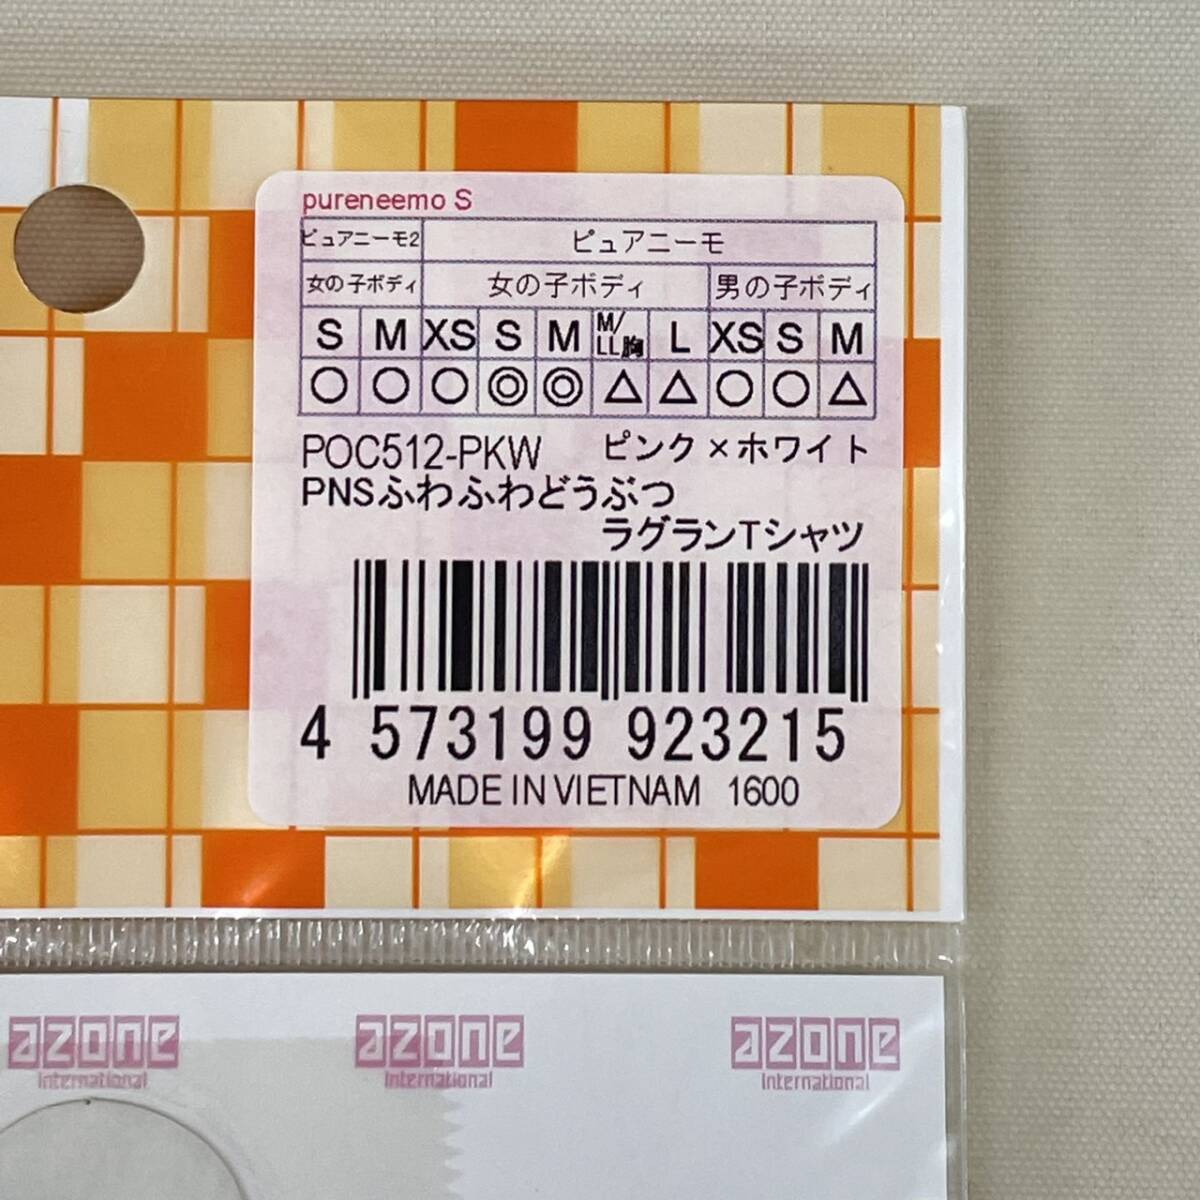 pureneemo S
ピュアニーモ2 ピュアニーモ
女の子ボディ 女の子ボディ 男の子ボディ
S M XS S M M/LL胸 L XS S M
○ ○ ○ ◎ ◎ △ △ ○ ○ △
POC512-PKW ピンク×ホワイト
PNSふわふわどうぶつ
ラグランTシャツ
4 573199 923215
MADE IN VIETNAM 1600
azone azone azone
International International International